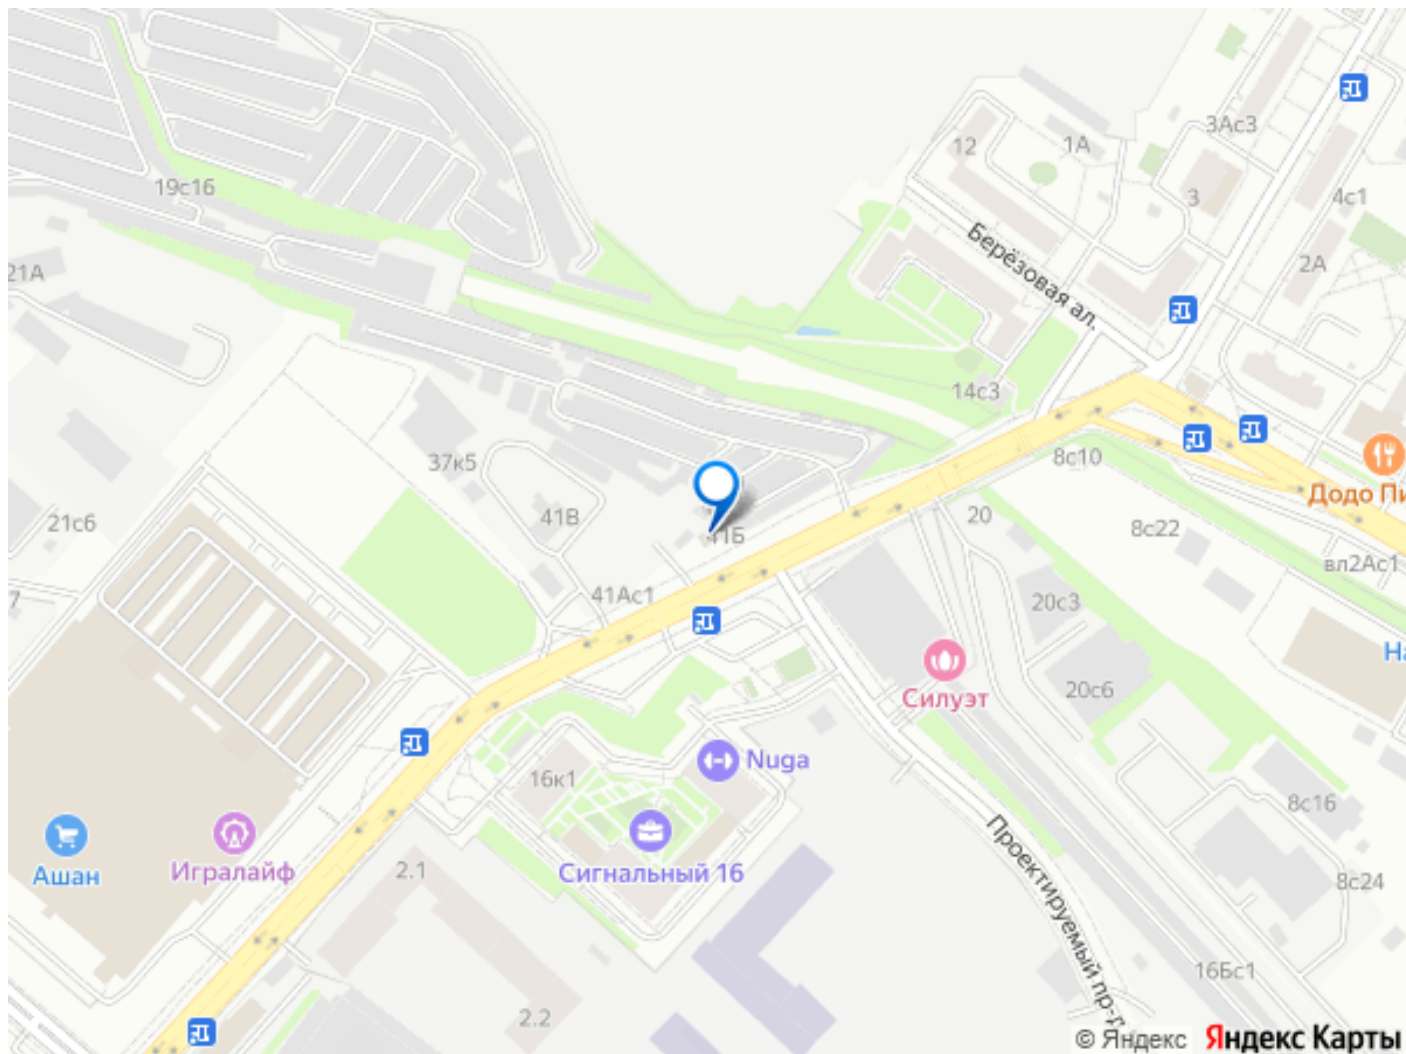 3Ас3
12
1А
19с16
3
4с1
Берёзовая ал.
2А
21А
14с3
37к5
8с10
Додо Пи
41В
20
21с6
41Б
8с22
вл2Ас1
7
41Ас1
20с3
На
Силуэт
20с6
Nuga
16к1
8с16
Проектируемый пр-д
Ашан
Игралайф
2.1
Сигнальный 16
8с24
16Бс1
2.2
© Яндекс Яндекс Карты